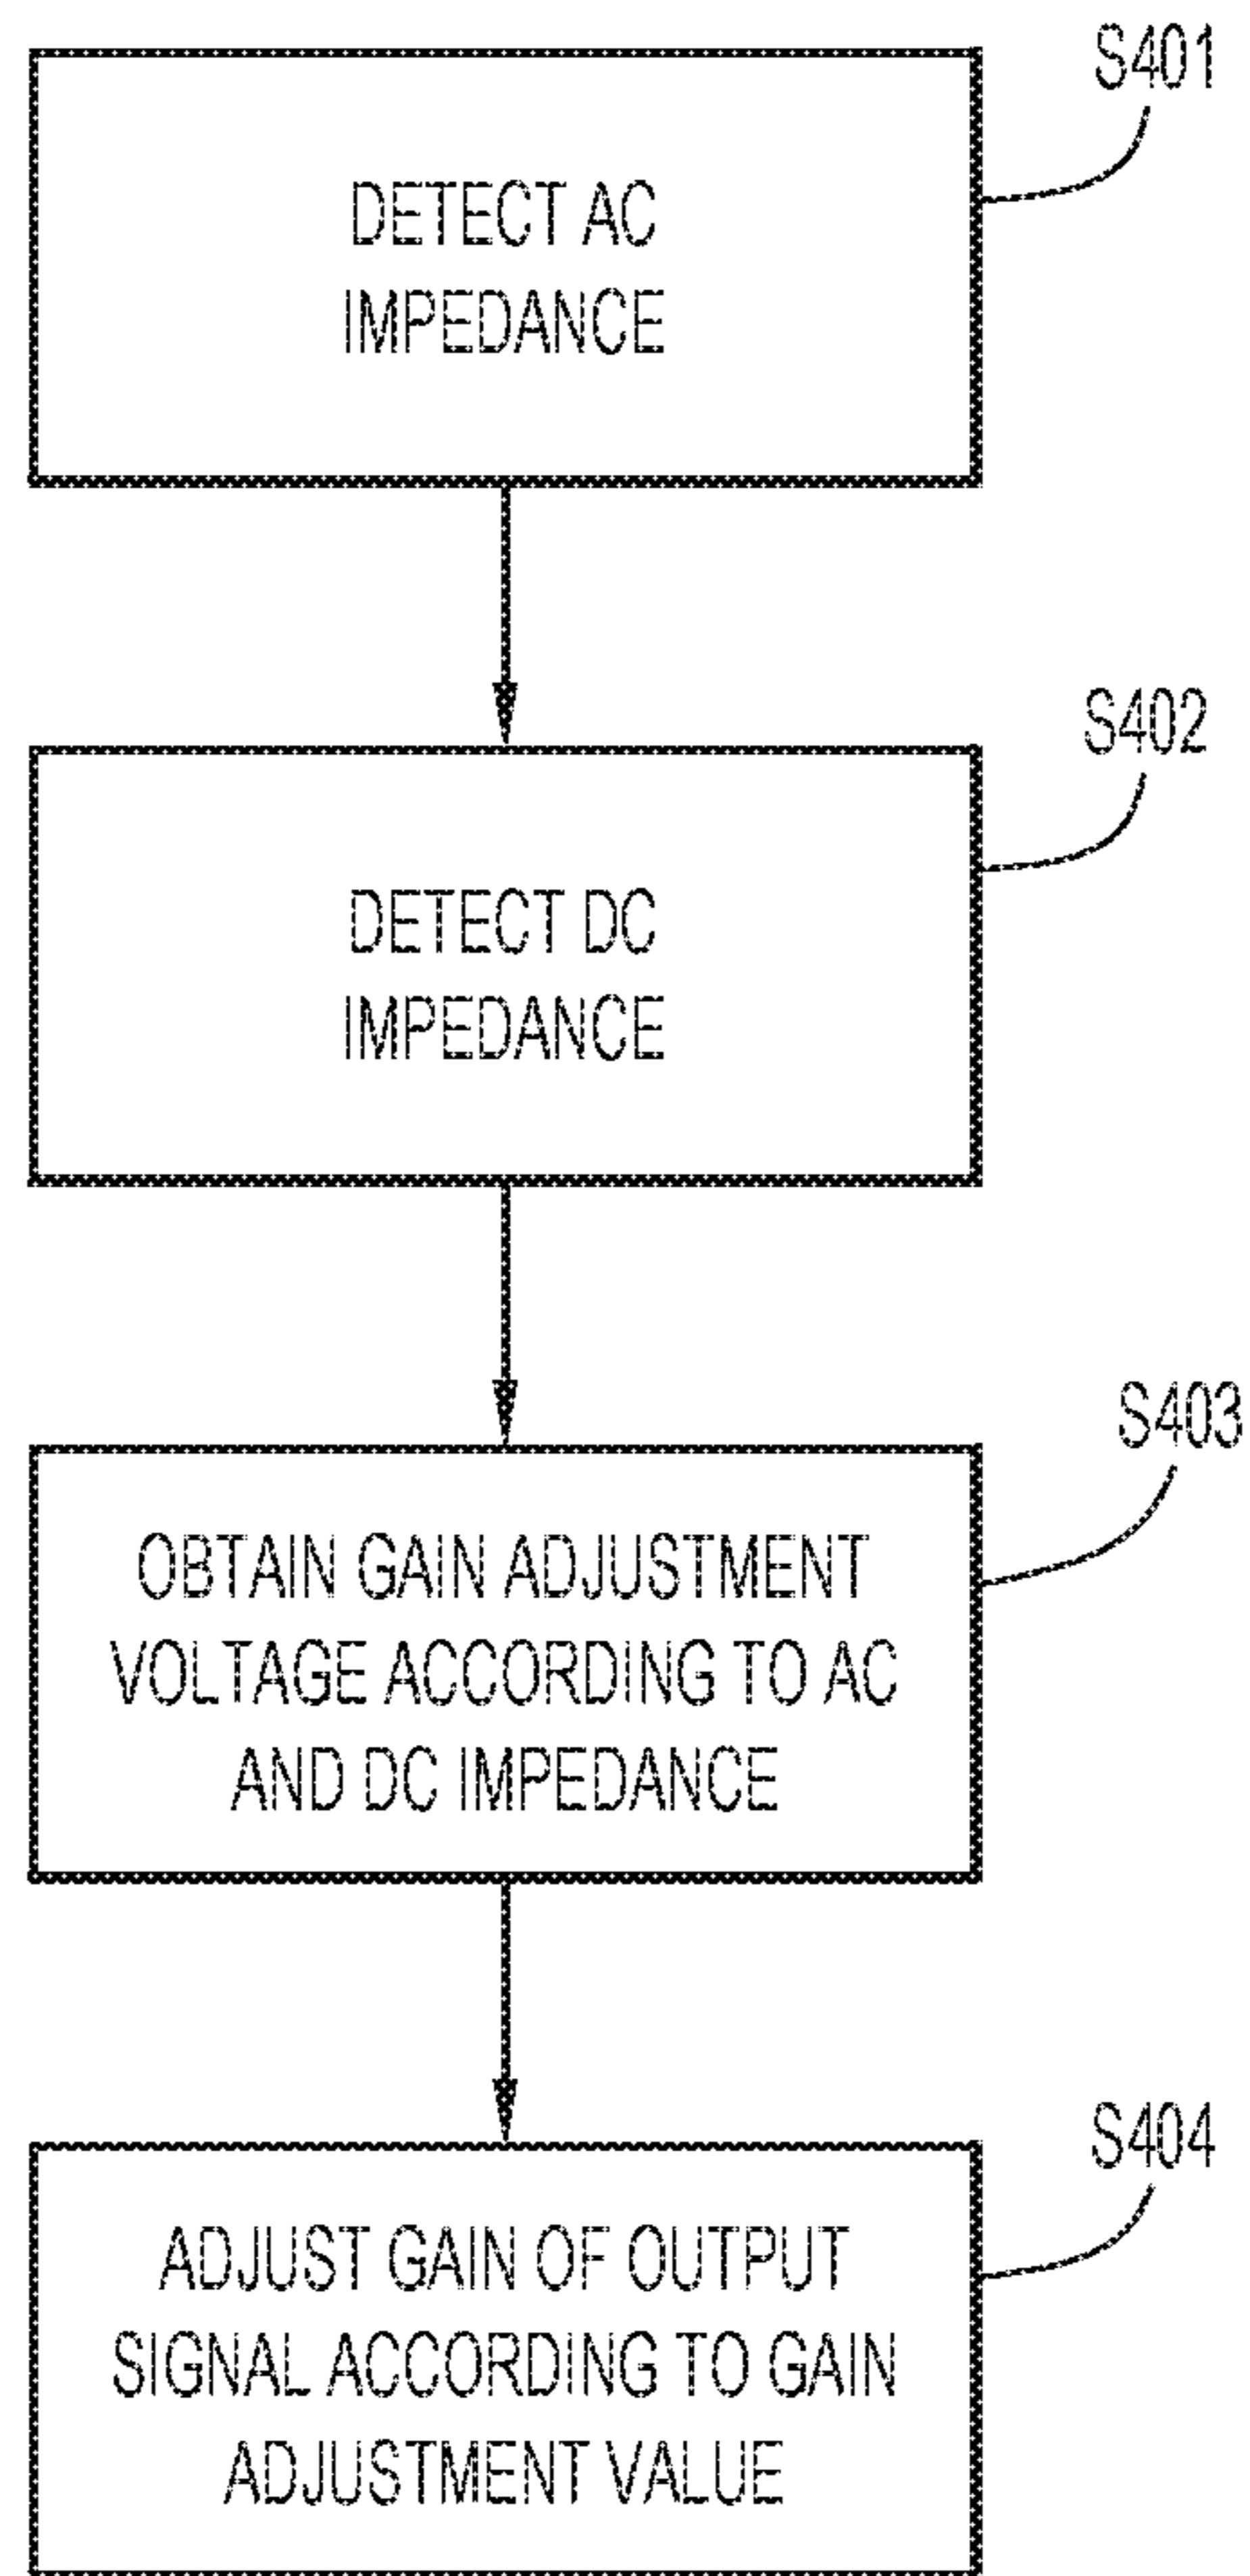 S401
DETECT AC
IMPEDANCE
S402
DETECT DC
IMPEDANCE
S403
OBTAIN GAIN ADJUSTMENT
VOLTAGE ACCORDING TO AC
AND DC IMPEDANCE
S404
ADJUST GAIN OF OUTPUT
SIGNAL ACCORDING TO GAIN
ADJUSTMENT VALUE